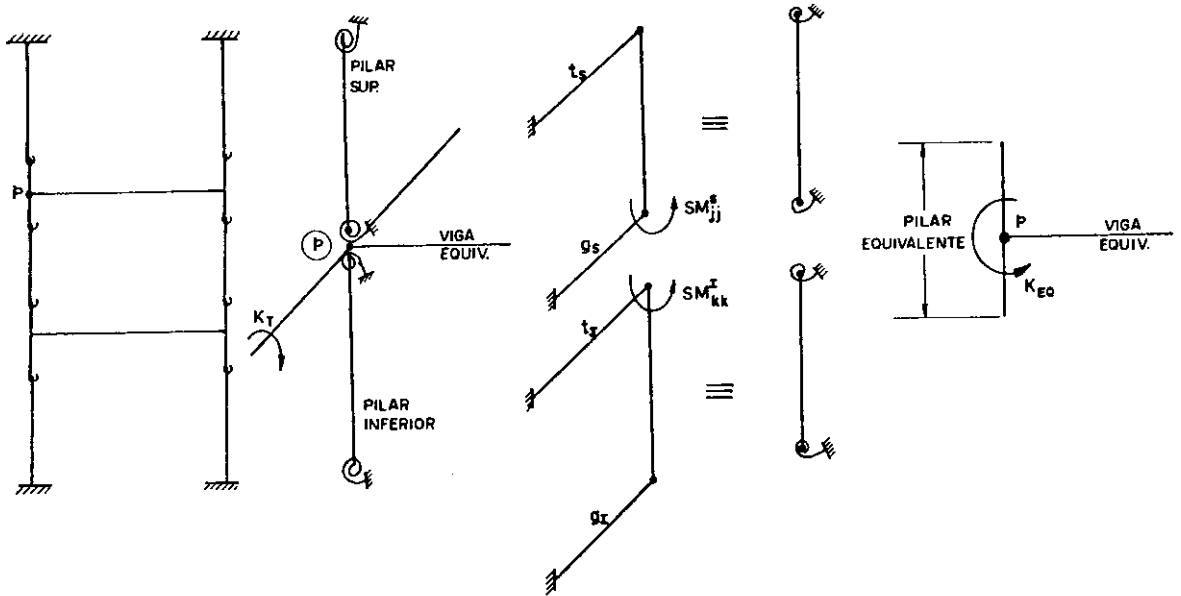 P
PILAR
SUP.
P
VIGA
EQUIV.
K_T
PILAR
INFERIOR
t_S
g_S
SM^S_jj
t_I
SM^I_kk
g_I
≡
≡
PILAR
EQUIVALENTE
P
VIGA
EQUIV.
K_EQ